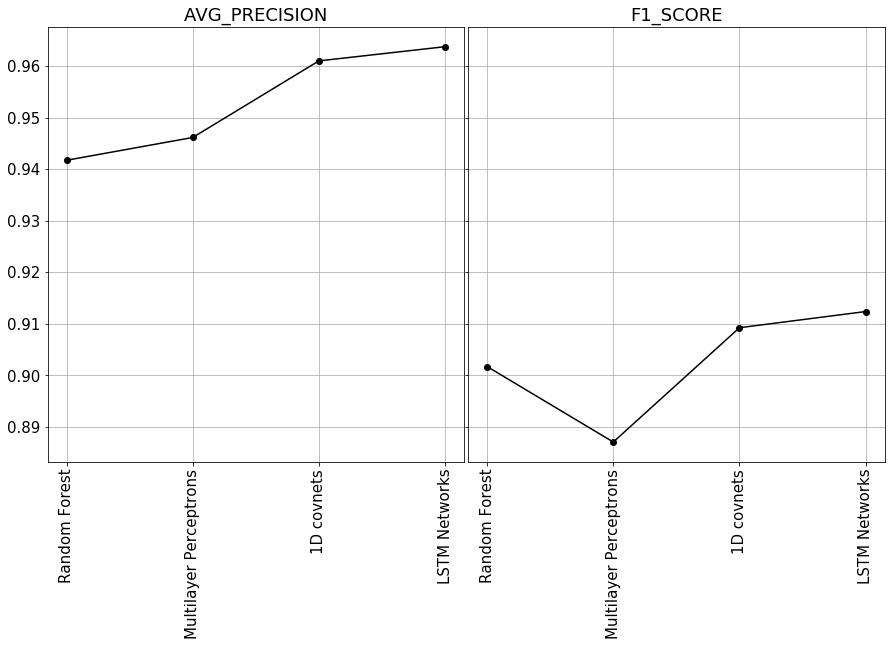 AVG_PRECISION
F1_SCORE
0.96
0.95
0.94
0.93
0.92
0.91
0.90
0.89
Random Forest
Multilayer Perceptrons
1D covnets
LSTM Networks
Random Forest
Multilayer Perceptrons
1D covnets
LSTM Networks